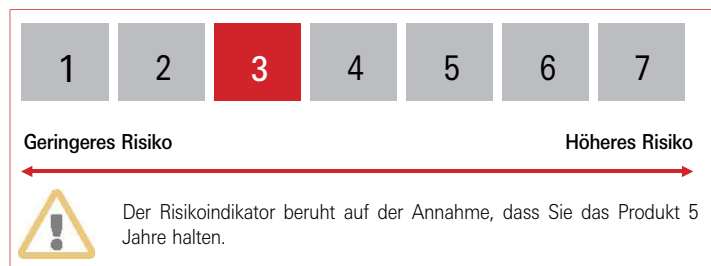 1 2 3 4 5 6 7
Geringeres Risiko Höheres Risiko
Der Risikoindikator beruht auf der Annahme, dass Sie das Produkt 5
Jahre halten.